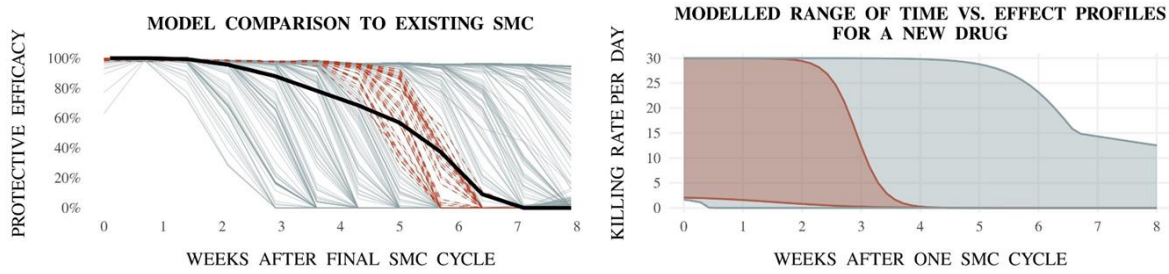 MODEL COMPARISON TO EXISTING SMC
PROTECTIVE EFFICACY
100%
80%
60%
40%
20%
0%
0 1 2 3 4 5 6 7 8
WEEKS AFTER FINAL SMC CYCLE
MODELLED RANGE OF TIME VS. EFFECT PROFILES
FOR A NEW DRUG
KILLING RATE PER DAY
30
25
20
15
10
5
0
0 1 2 3 4 5 6 7 8
WEEKS AFTER ONE SMC CYCLE